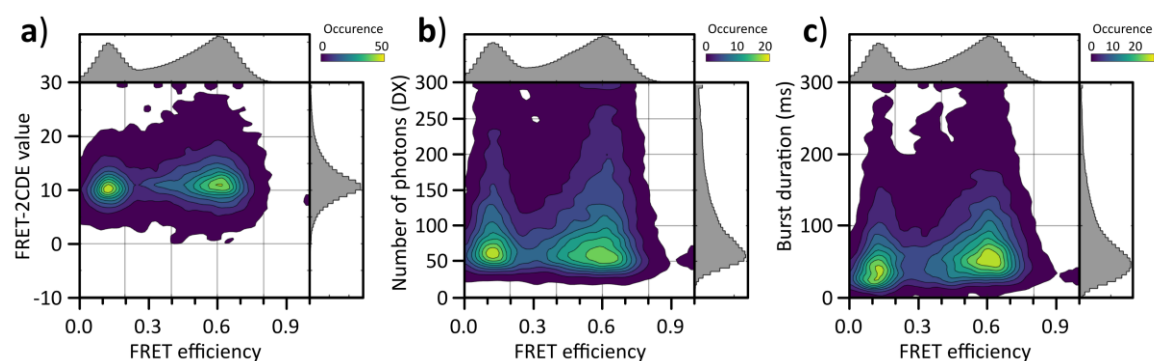 a)
Occurence
0 50
FRET-2CDE value
30
20
10
0
-10
0.0 0.3 0.6 0.9
FRET efficiency
b)
Occurence
0 10 20
Number of photons (DX)
300
250
200
150
100
50
0
0.0 0.3 0.6 0.9
FRET efficiency
c)
Occurence
0 10 20
Burst duration (ms)
300
200
100
0
0.0 0.3 0.6 0.9
FRET efficiency